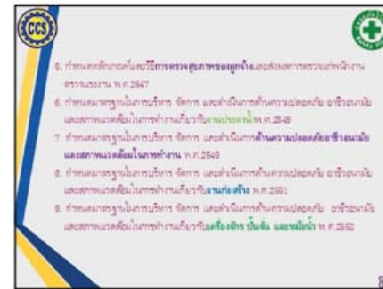 CCS
5. กำหนดหลักเกณฑ์และวิธีการตรวจสุขภาพของลูกจ้างและส่งผลการตรวจแก่พนักงาน
ตรวจแรงงาน พ.ศ.2547
6. กำหนดมาตรฐานในการบริหาร จัดการ และดำเนินการด้านความปลอดภัย อาชีวอนามัย
และสภาพแวดล้อมในการทำงานเกี่ยวกับงานประดาน้ำ พ.ศ.2548
7. กำหนดมาตรฐานในการบริหาร จัดการ และดำเนินการด้านความปลอดภัยอาชีวอนามัย
และสภาพแวดล้อมในการทำงาน พ.ศ.2549
8. กำหนดมาตรฐานในการบริหาร จัดการ และดำเนินการด้านความปลอดภัย อาชีวอนามัย
และสภาพแวดล้อมในการทำงานเกี่ยวกับงานก่อสร้าง พ.ศ.2551
9. กำหนดมาตรฐานในการบริหาร จัดการ และดำเนินการด้านความปลอดภัย อาชีวอนามัย
และสภาพแวดล้อมในการทำงานเกี่ยวกับเครื่องจักร ปั้นจั่น และหม้อน้ำ พ.ศ.2552